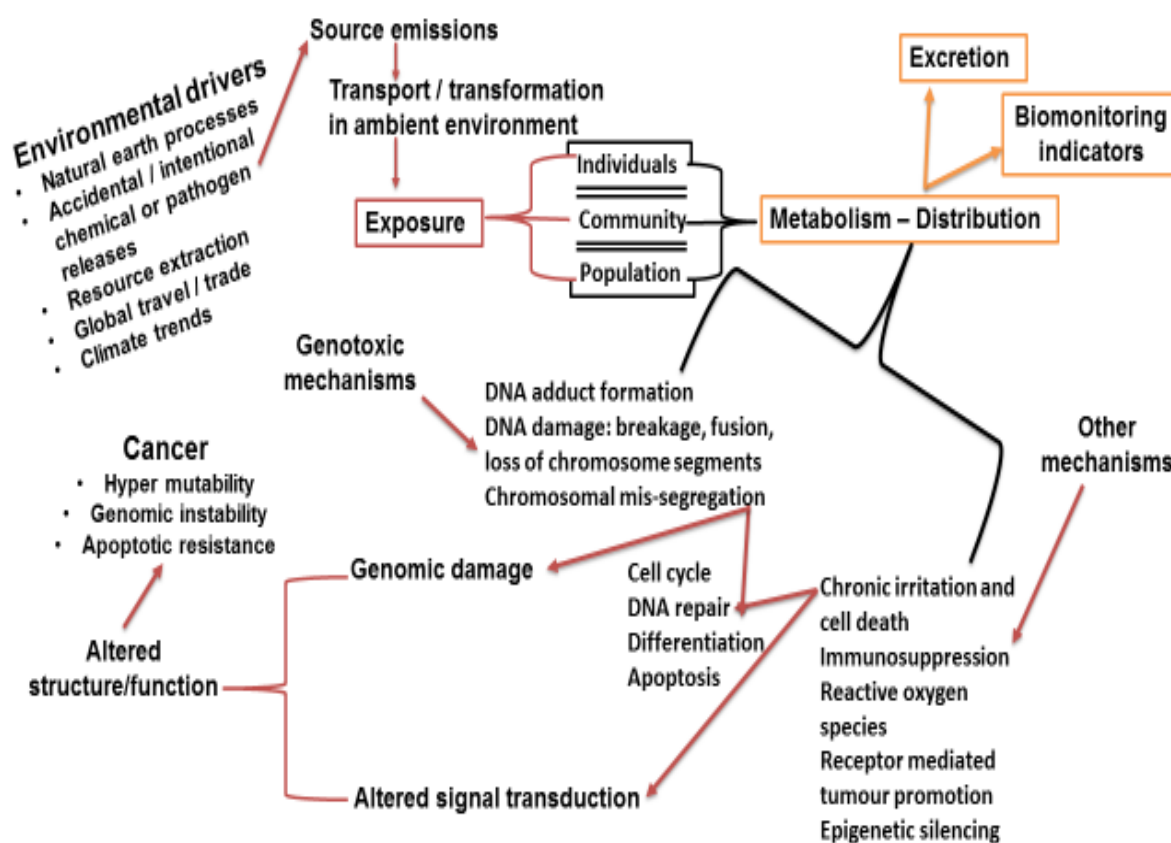 Source emissions
Transport / transformation
in ambient environment
Environmental drivers
• Natural earth processes
• Accidental / intentional
chemical or pathogen
releases
• Resource extraction
• Global travel / trade
• Climate trends
Exposure
Individuals
Community
Population
Metabolism – Distribution
Excretion
Biomonitoring
indicators
Genotoxic
mechanisms
DNA adduct formation
DNA damage: breakage, fusion,
loss of chromosome segments
Chromosomal mis-segregation
Other
mechanisms
Cancer
• Hyper mutability
• Genomic instability
• Apoptotic resistance
Genomic damage
Cell cycle
DNA repair
Differentiation
Apoptosis
Chronic irritation and
cell death
Immunosuppression
Reactive oxygen
species
Receptor mediated
tumour promotion
Epigenetic silencing
Altered
structure/function
Altered signal transduction